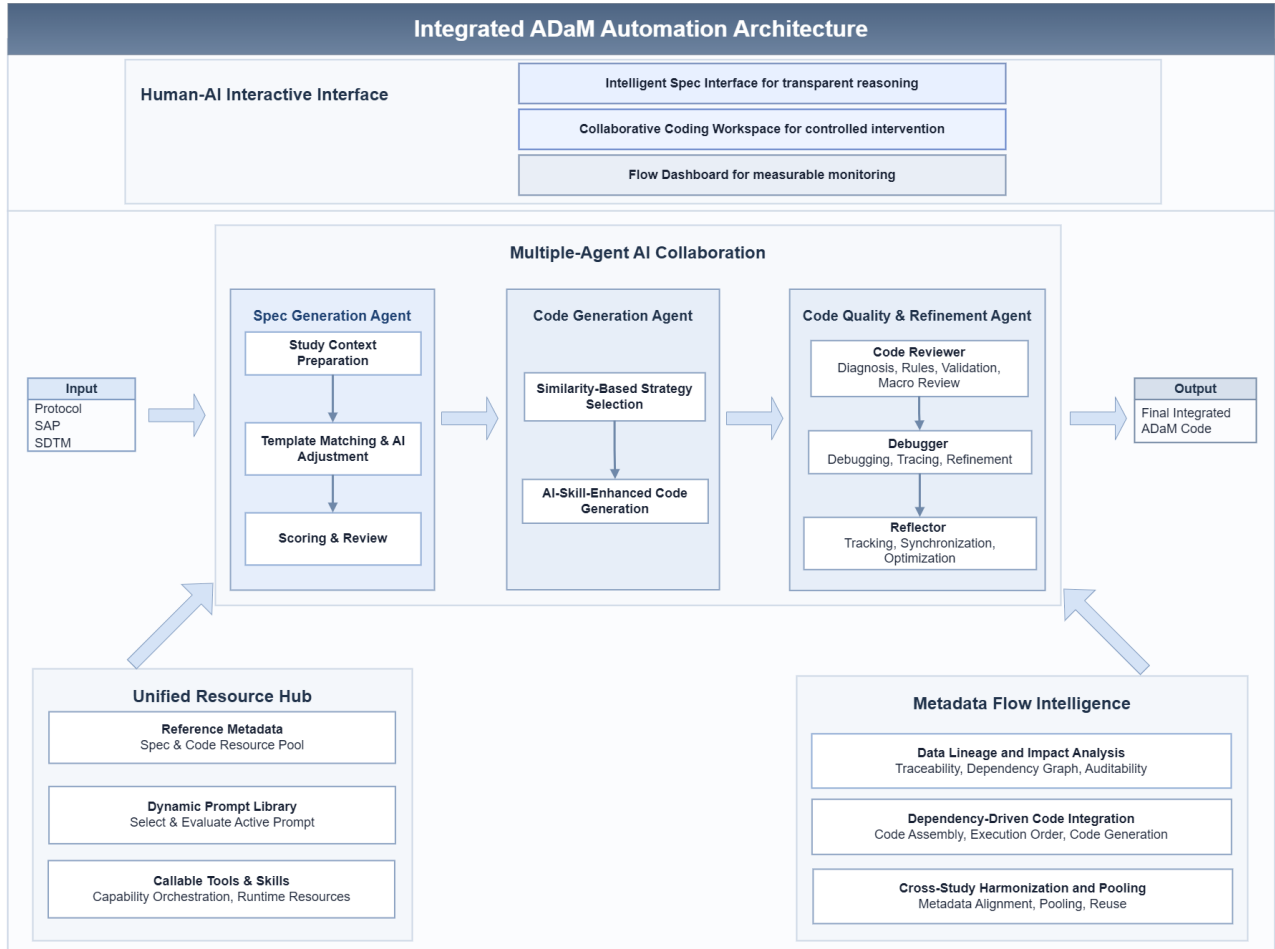 Integrated ADaM Automation Architecture
Human-AI Interactive Interface
Intelligent Spec Interface for transparent reasoning
Collaborative Coding Workspace for controlled intervention
Flow Dashboard for measurable monitoring
Multiple-Agent AI Collaboration
Input
Protocol
SAP
SDTM
Spec Generation Agent
Study Context
Preparation
Template Matching & AI
Adjustment
Scoring & Review
Code Generation Agent
Similarity-Based Strategy
Selection
AI-Skill-Enhanced Code
Generation
Code Quality & Refinement Agent
Code Reviewer
Diagnosis, Rules, Validation,
Macro Review
Debugger
Debugging, Tracing, Refinement
Reflector
Tracking, Synchronization,
Optimization
Output
Final Integrated
ADaM Code
Unified Resource Hub
Reference Metadata
Spec & Code Resource Pool
Dynamic Prompt Library
Select & Evaluate Active Prompt
Callable Tools & Skills
Capability Orchestration, Runtime Resources
Metadata Flow Intelligence
Data Lineage and Impact Analysis
Traceability, Dependency Graph, Auditability
Dependency-Driven Code Integration
Code Assembly, Execution Order, Code Generation
Cross-Study Harmonization and Pooling
Metadata Alignment, Pooling, Reuse